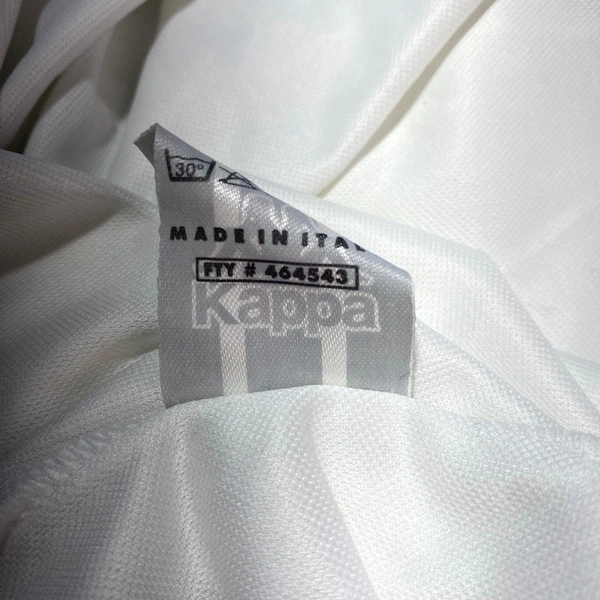 30°
MADE IN ITA
FTY # 464543
Kappa